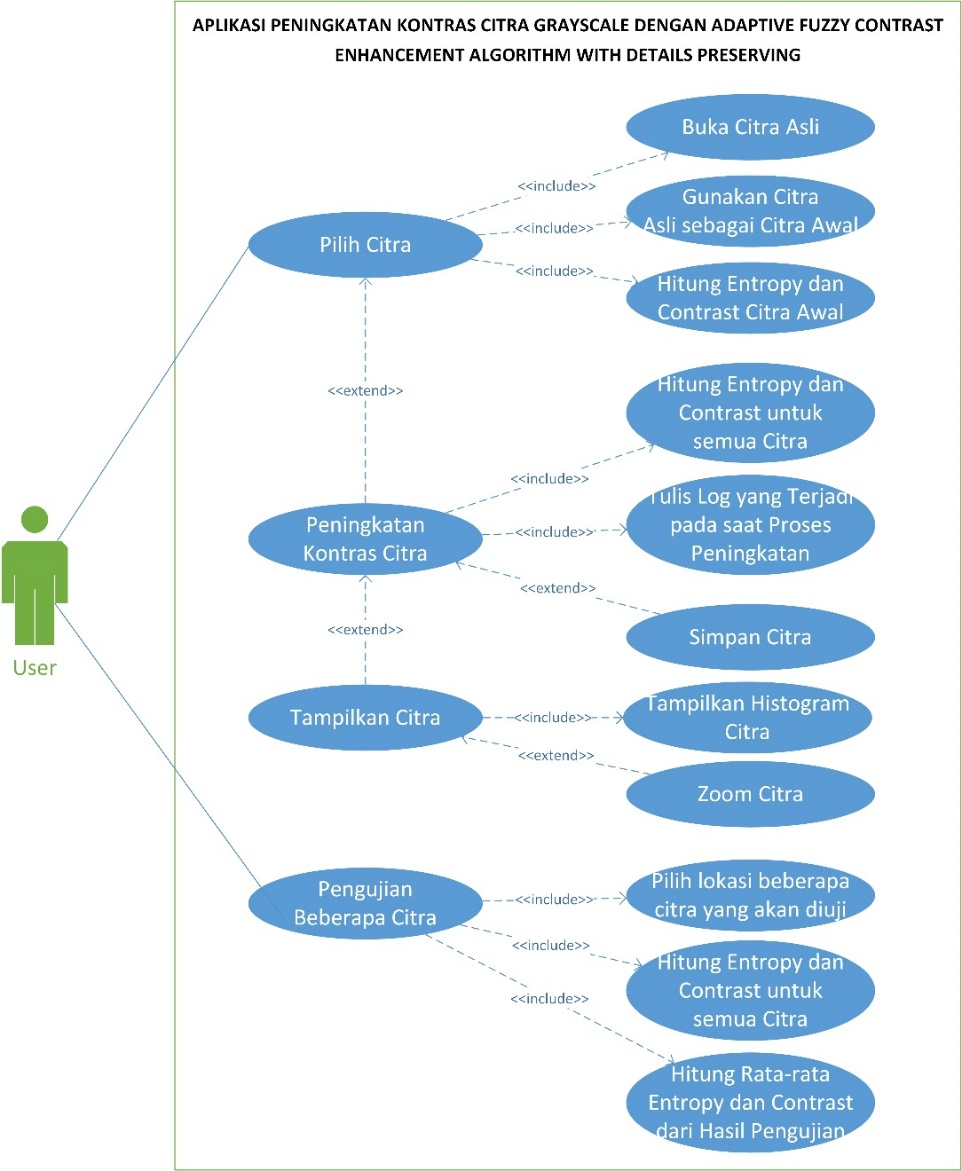 APLIKASI PENINGKATAN KONTRAS CITRA GRAYSCALE DENGAN ADAPTIVE FUZZY CONTRAST
ENHANCEMENT ALGORITHM WITH DETAILS PRESERVING
Buka Citra Asli
<<include>>
Gunakan Citra
Asli sebagai Citra Awal
<<include>>
Pilih Citra
<<include>>
Hitung Entropy dan
Contrast Citra Awal
<<extend>>
Hitung Entropy dan
Contrast untuk
semua Citra
<<include>>
Peningkatan
Kontras Citra
<<include>>
Tulis Log yang Terjadi
pada saat Proses
Peningkatan
<<extend>>
<<extend>>
Simpan Citra
User
Tampilkan Citra
<<include>>
Tampilkan Histogram
Citra
<<extend>>
Zoom Citra
Pengujian
Beberapa Citra
<<include>>
Pilih lokasi beberapa
citra yang akan diuji
<<include>>
Hitung Entropy dan
Contrast untuk
semua Citra
<<include>>
Hitung Rata-rata
Entropy dan Contrast
dari Hasil Pengujian